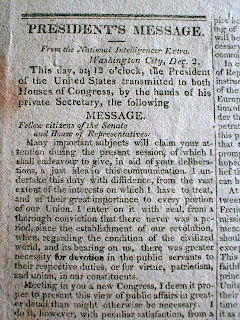 PRESIDENT'S MESSAGE.
From the National Intelligencer Extra.
Washington City, Dec. 2.
This day, at 12 o'clock, the President
of the United States transmitted to both
Houses of Congress, by the hands of his
private Secretary, the following
MESSAGE.
Fellow citizens of the Senate
and House of Representatives:
Many important subjects will claim your at-
tention during the present session, of which I
shall endeavour to give, in aid of your delibera-
tions, a just idea in this communication. I un-
dertake this duty with diffidence, from the vast
extent of the interests on which I have to treat,
and of their great importance to every portion
of our Union. I enter on it with zeal, from a
thorough conviction that there never was a pe-
riod, since the establishment of our revolution,
when, regarding the condition of the civilized
world, and its bearing on us, there was greater
necessity for devotion in the public servants to
their respective duties, or for virtue, patriotism,
and union, in our constituents.
Meeting in you a new Congress, I deem it pro-
per to present this view of public affairs in great-
er detail than might otherwise be necessary. I
do it, however, with peculiar satisfaction, from a